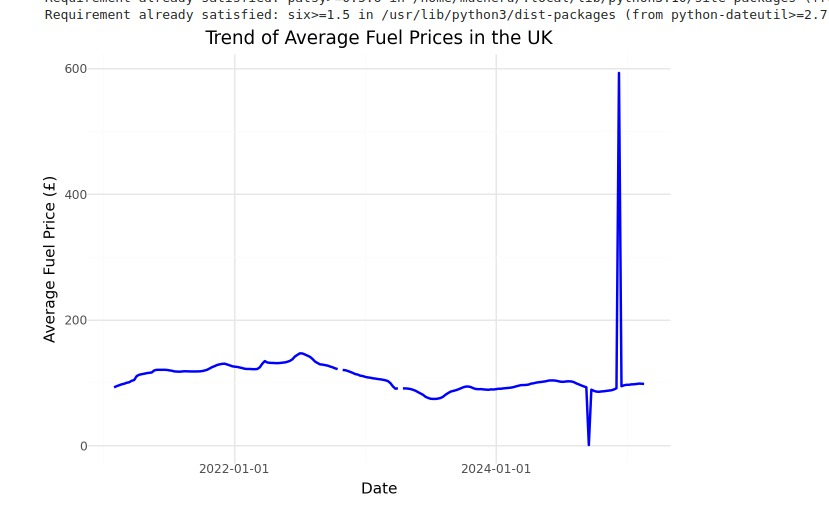 Requirement already satisfied: six>=1.5 in /usr/lib/python3/dist-packages (from python-dateutil>=2.7
Trend of Average Fuel Prices in the UK
600
400
200
0
Average Fuel Price (£)
2022-01-01 2024-01-01
Date